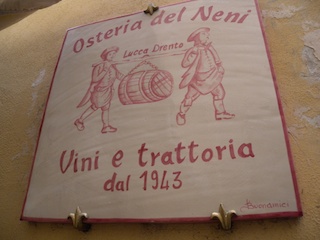 Osteria del Neni
Lucca Drento
Vini e trattoria
dal 1943